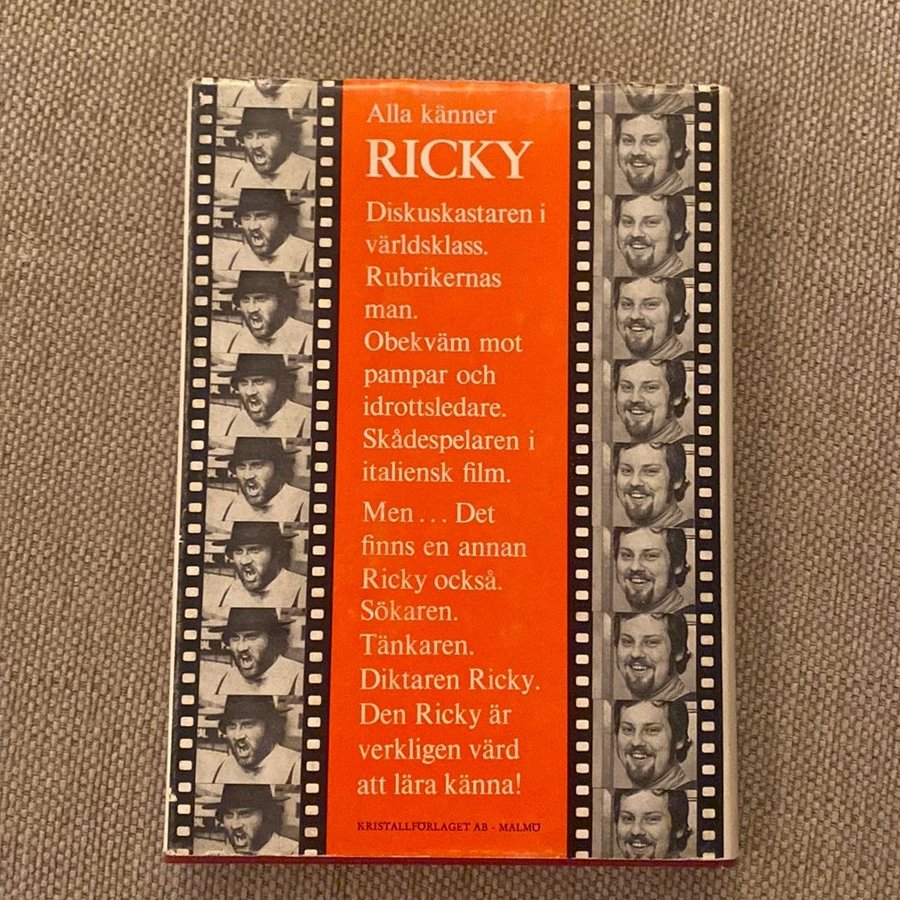 Alla känner
RICKY
Diskuskastaren i
världsklass.
Rubrikernas
man.
Obekväm mot
pampar och
idrottsledare.
Skådespelaren i
italiensk film.
Men... Det
finns en annan
Ricky också.
Sökaren.
Tänkaren.
Diktaren Ricky.
Den Ricky är
verkligen värd
att lära känna!
KRISTALLFÖRLAGET AB - MALMÖ